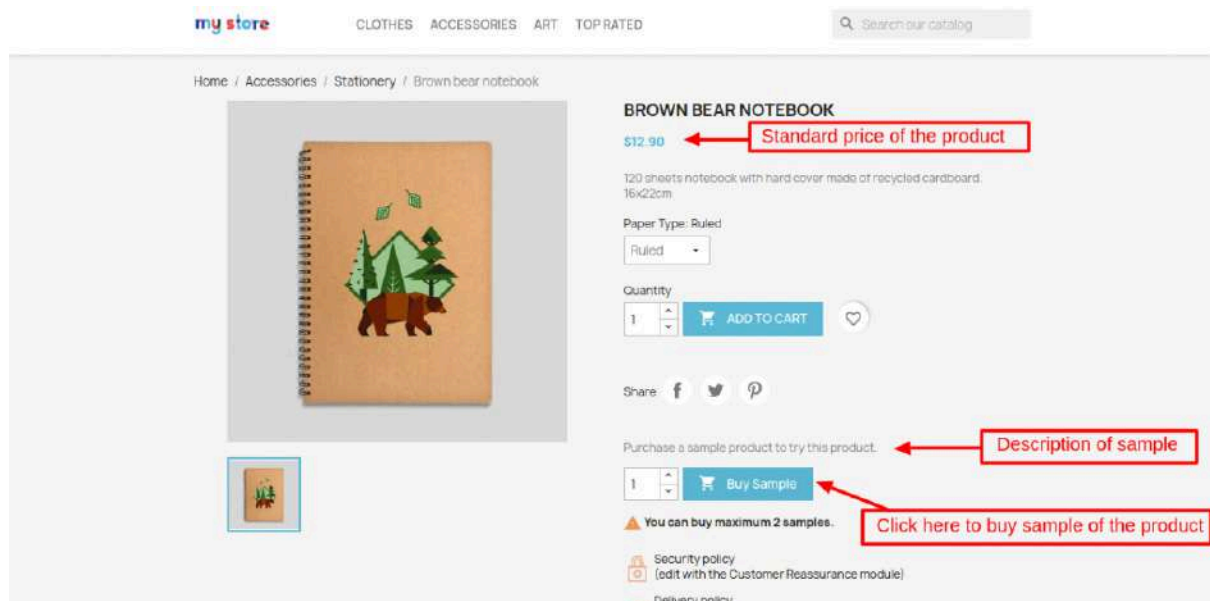 my store
CLOTHES ACCESSORIES ART TOP RATED
Search our catalog
Home / Accessories / Stationery / Brown bear notebook
BROWN BEAR NOTEBOOK
$12.90
Standard price of the product
120 sheets notebook with hard cover made of recycled cardboard.
16x22cm
Paper Type: Ruled
Ruled
Quantity
1
ADD TO CART
Share
Purchase a sample product to try this product.
Description of sample
1
Buy Sample
You can buy maximum 2 samples.
Click here to buy sample of the product
Security policy
(edit with the Customer Reassurance module)
Delivery policy